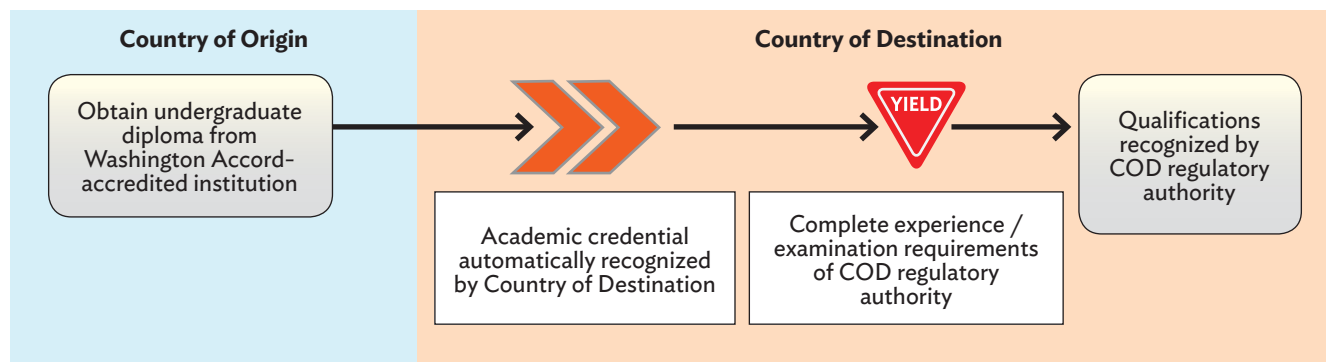 Country of Origin
Country of Destination
Obtain undergraduate
diploma from
Washington Accord-
accredited institution
YIELD
Qualifications
recognized by
COD regulatory
authority
Academic credential
automatically recognized
by Country of Destination
Complete experience /
examination requirements
of COD regulatory
authority